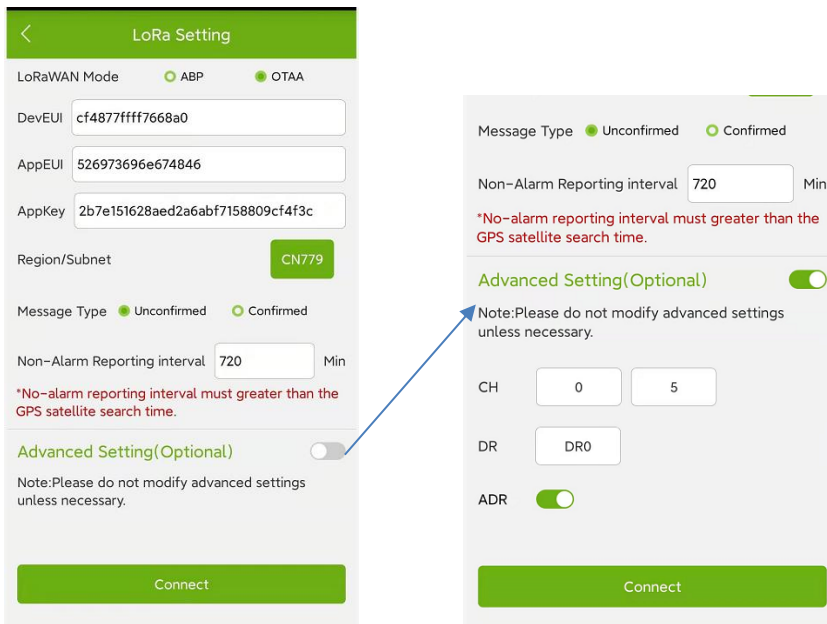 LoRa Setting
LoRaWAN Mode ABP OTAA
DevEUI cf4877ffff7668a0
AppEUI 526973696e674846
AppKey 2b7e151628aed2a6abf7158809cf4f3c
Region/Subnet CN779
Message Type Unconfirmed Confirmed
Non-Alarm Reporting interval 720 Min
*No-alarm reporting interval must greater than the
GPS satellite search time.
Advanced Setting(Optional)
Note:Please do not modify advanced settings
unless necessary.
Connect
Message Type Unconfirmed Confirmed
Non-Alarm Reporting interval 720 Min
*No-alarm reporting interval must greater than the
GPS satellite search time.
Advanced Setting(Optional)
Note:Please do not modify advanced settings
unless necessary.
CH 0 5
DR DR0
ADR
Connect